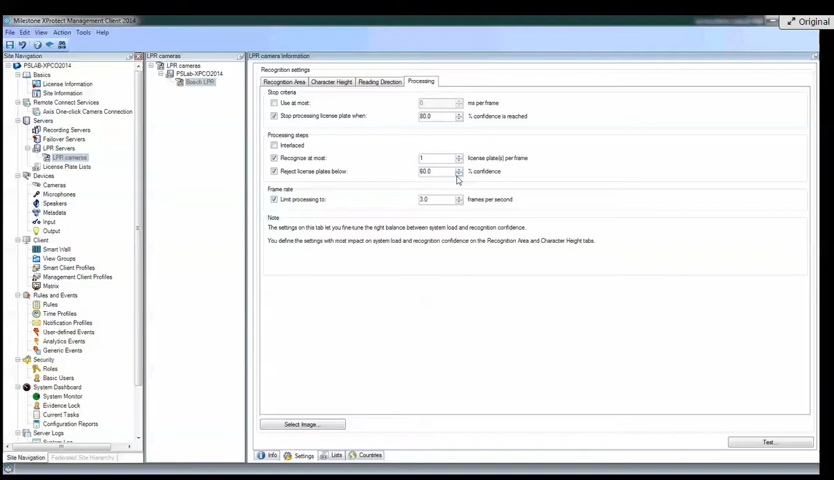 Milestone XProtect Management Client 2014
Original
File Edit View Action Tools Help
Site Navigation
PSLAB-XPCO2014
Basics
License Information
Site Information
Remote Connect Services
Axis One-click Camera Connection
Servers
Recording Servers
Failover Servers
LPR Servers
LPR cameras
License Plate Lists
Devices
Cameras
Microphones
Speakers
Metadata
Input
Output
Client
Smart Wall
View Groups
Smart Client Profiles
Management Client Profiles
Matrix
Rules and Events
Rules
Time Profiles
Notification Profiles
User-defined Events
Analytics Events
Generic Events
Security
Roles
Basic Users
System Dashboard
System Monitor
Evidence Lock
Current Tasks
Configuration Reports
Server Logs
Site Navigation Federated Site Hierarchy
LPR cameras
LPR cameras
PSLab-XPCO2014
Bosch LPR
LPR camera Information
Recognition settings
Recognition Area Character Height Reading Direction Processing
Stop criteria
Use at most: 0 ms per frame
Stop processing license plate when: 80.0 % confidence is reached
Processing steps
Interlaced
Recognize at most: 1 license plate(s) per frame
Reject license plates below: 60.0 % confidence
Frame rate
Limit processing to: 3.0 frames per second
Note
The settings on this tab let you fine-tune the right balance between system load and recognition confidence.
You define the settings with most impact on system load and recognition confidence on the Recognition Area and Character Height tabs.
Select Image...
Test...
Info Settings Lists Countries